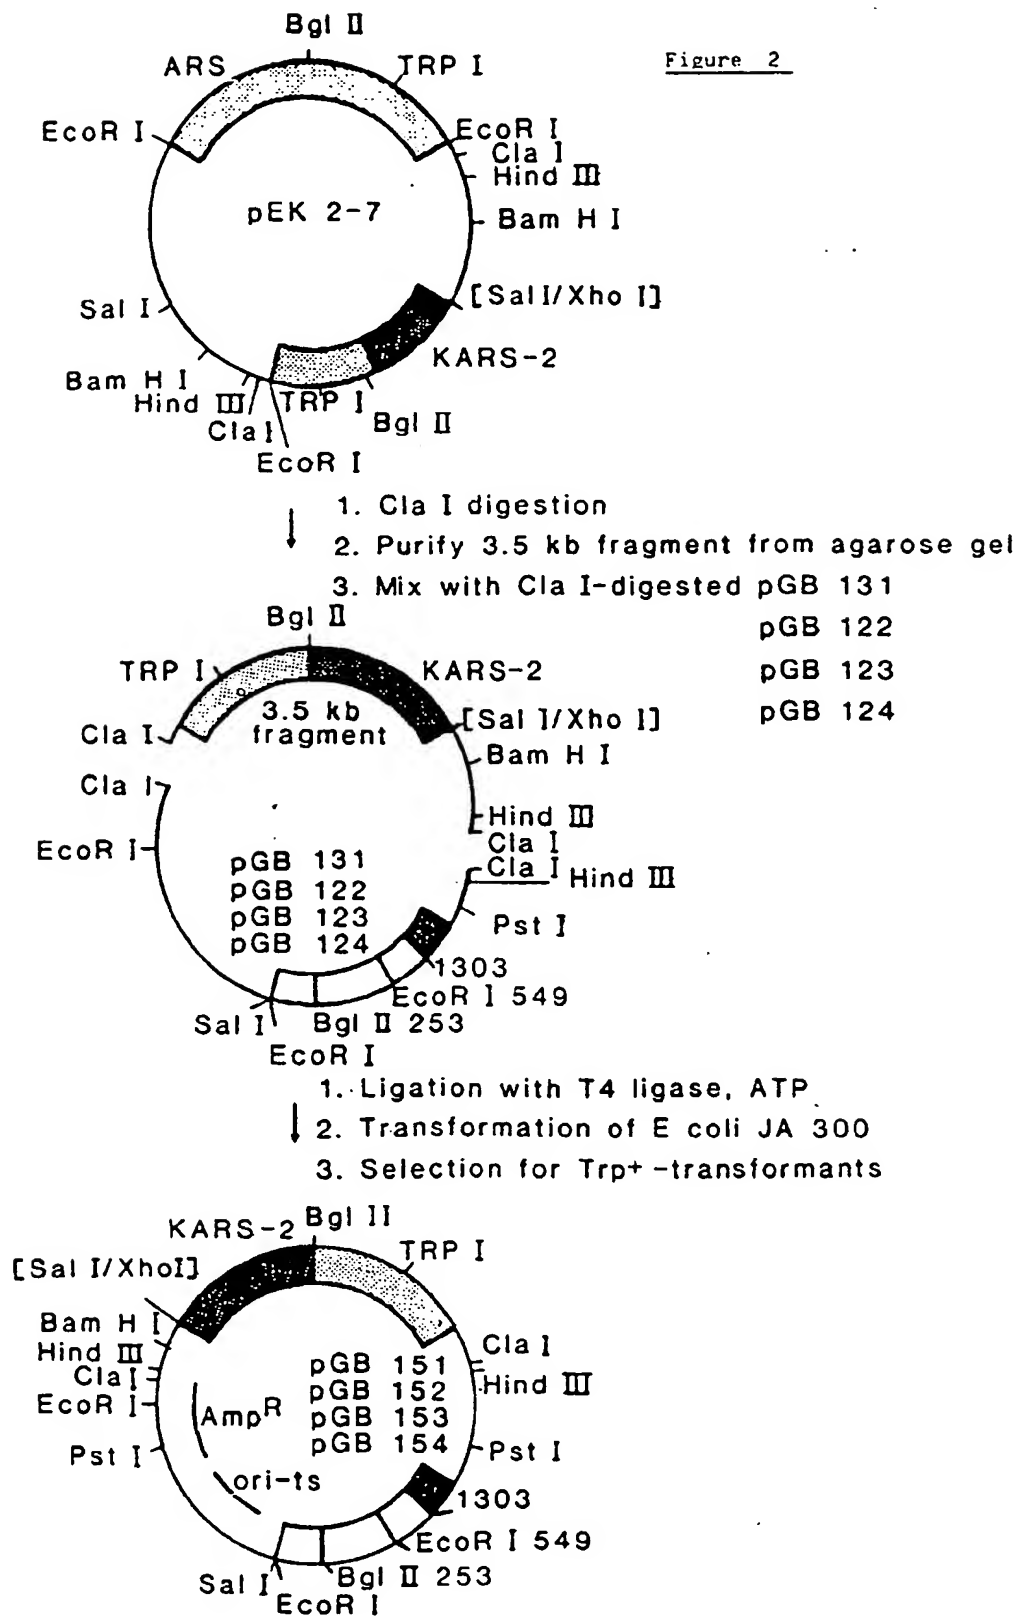 Figure 2
Bgl II
ARS
TRP I
EcoR I
EcoR I
Cla I
Hind III
pEK 2-7
Bam H I
Sal I
[Sal I/Xho I]
KARS-2
Bam H I
Hind III
TRP I
Bgl II
Cla I
EcoR I
1. Cla I digestion
2. Purify 3.5 kb fragment from agarose gel
3. Mix with Cla I-digested pGB 131
pGB 122
pGB 123
pGB 124
Bgl II
TRP I
KARS-2
3.5 kb
fragment
Cla I
[Sal I/Xho I]
Bam H I
Cla I
Hind III
Cla I
EcoR I
Cla I
Hind III
pGB 131
pGB 122
pGB 123
pGB 124
Pst I
1303
EcoR I 549
Sal I
Bgl II 253
EcoR I
1. Ligation with T4 ligase, ATP
2. Transformation of E coli JA 300
3. Selection for Trp+ -transformants
KARS-2
Bgl II
TRP I
[Sal I/XhoI]
Bam H I
Hind III
Cla I
EcoR I
Pst I
Cla I
Hind III
pGB 151
pGB 152
pGB 153
pGB 154
Amp^R
ori-ts
Pst I
1303
EcoR I 549
Sal I
Bgl II 253
EcoR I